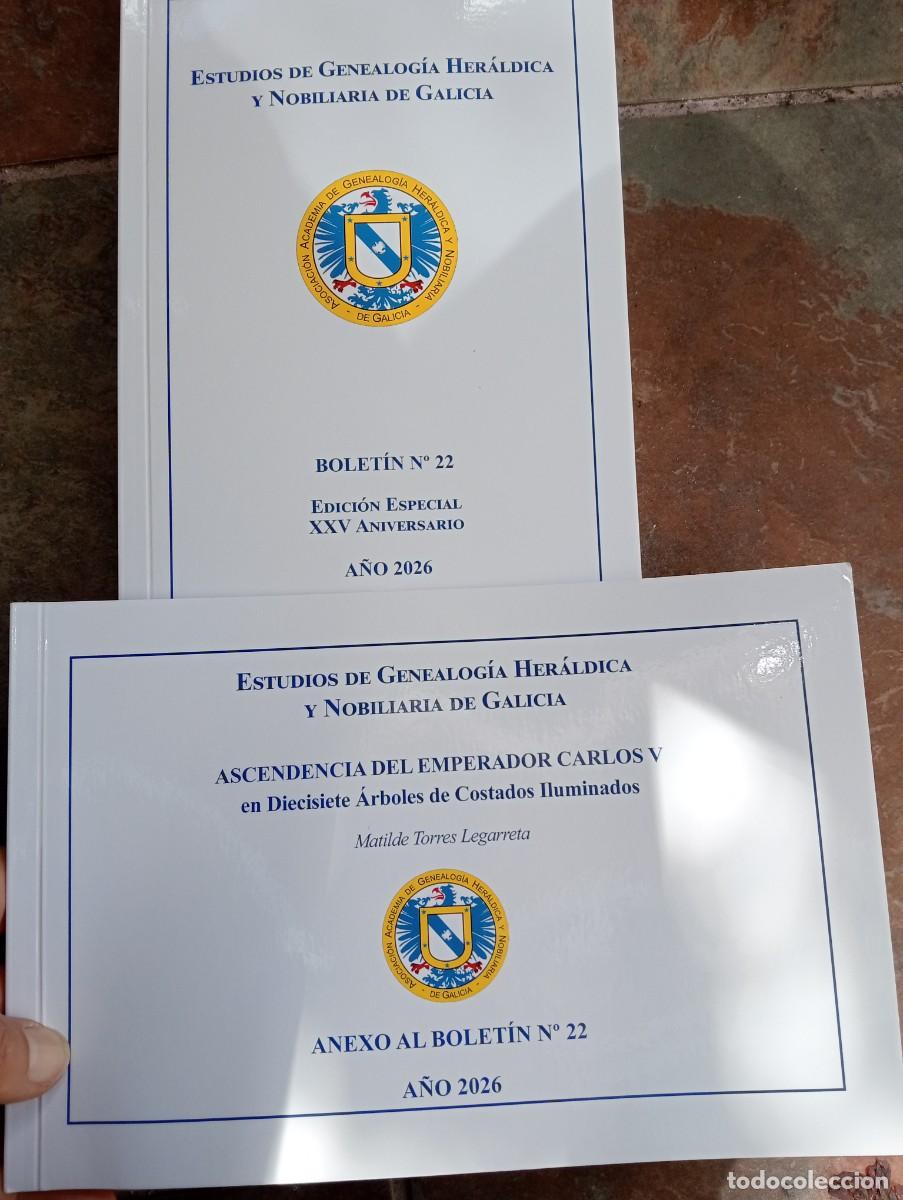 ESTUDIOS DE GENEALOGÍA HERÁLDICA
Y NOBILIARIA DE GALICIA
ASOCIACIÓN ACADEMIA DE GENEALOGÍA HERÁLDICA Y NOBILIARIA
- DE GALICIA -
BOLETÍN Nº 22
EDICIÓN ESPECIAL
XXV ANIVERSARIO
AÑO 2026
ESTUDIOS DE GENEALOGÍA HERÁLDICA
Y NOBILIARIA DE GALICIA
ASCENDENCIA DEL EMPERADOR CARLOS V
en Diecisiete Árboles de Costados Iluminados
Matilde Torres Legarreta
ASOCIACIÓN ACADEMIA DE GENEALOGÍA HERÁLDICA Y NOBILIARIA
- DE GALICIA -
ANEXO AL BOLETÍN Nº 22
AÑO 2026
todocoleccion